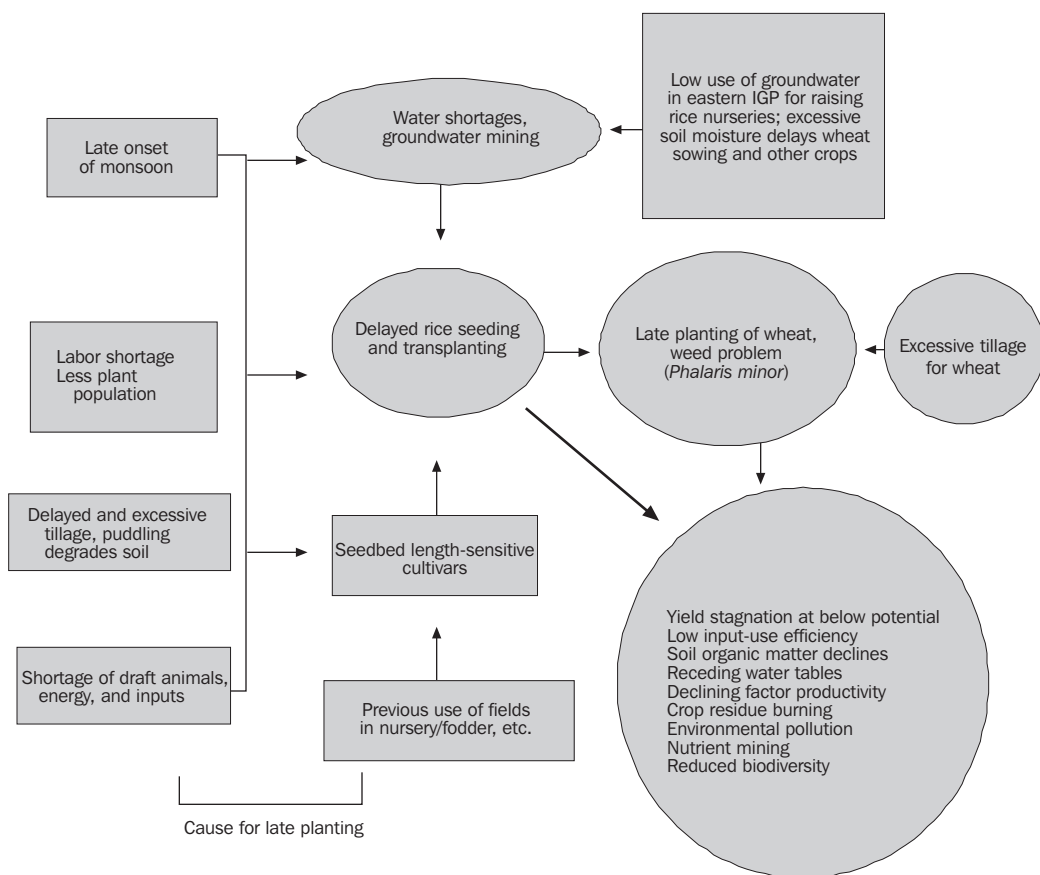 Low use of groundwater
in eastern IGP for raising
rice nurseries; excessive
soil moisture delays wheat
sowing and other crops
Water shortages,
groundwater mining
Late onset
of monsoon
Delayed rice seeding
and transplanting
Late planting of wheat,
weed problem
(Phalaris minor)
Excessive tillage
for wheat
Labor shortage
Less plant
population
Delayed and excessive
tillage, puddling
degrades soil
Seedbed length-sensitive
cultivars
Shortage of draft animals,
energy, and inputs
Previous use of fields
in nursery/fodder, etc.
Yield stagnation at below potential
Low input-use efficiency
Soil organic matter declines
Receding water tables
Declining factor productivity
Crop residue burning
Environmental pollution
Nutrient mining
Reduced biodiversity
Cause for late planting